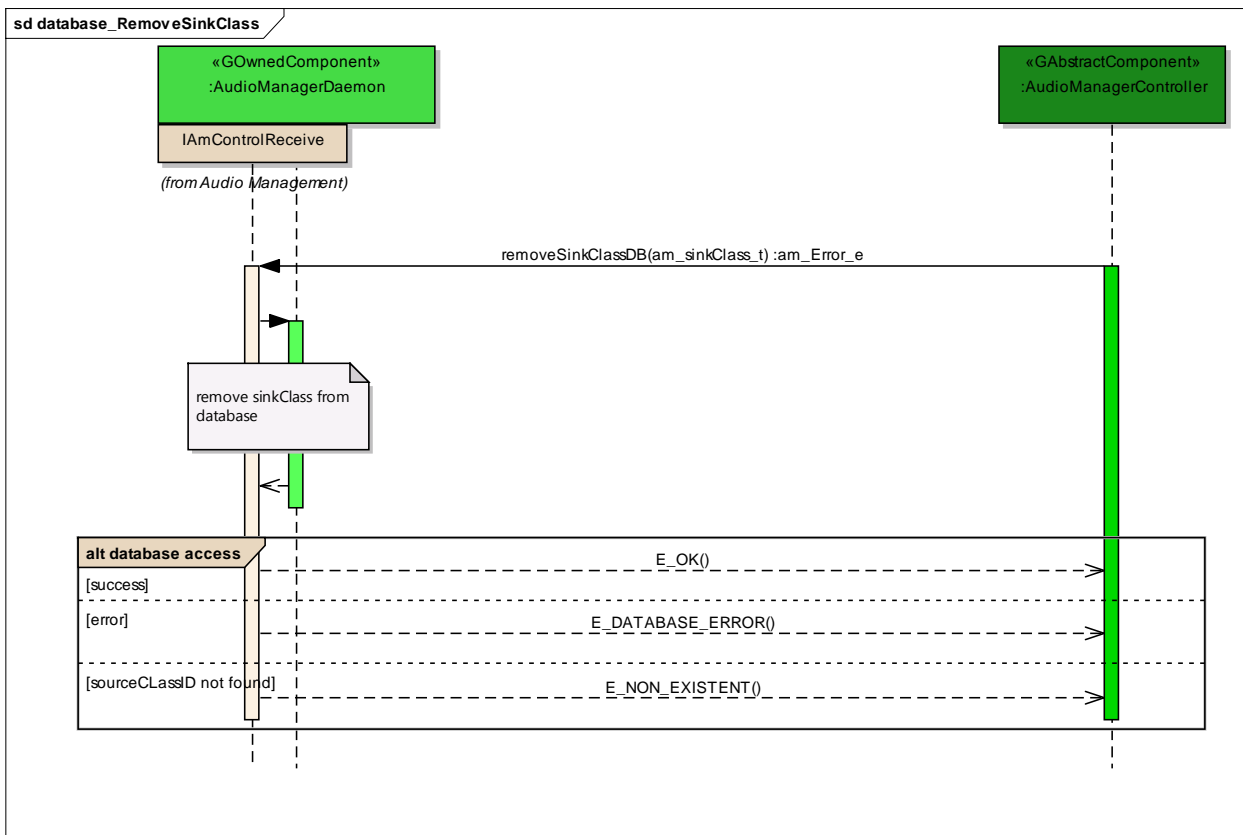 sd database_RemoveSinkClass
«GOwnedComponent»
:AudioManagerDaemon
«GAbstractComponent»
:AudioManagerController
IAmControlReceive
(from Audio Management)
removeSinkClassDB(am_sinkClass_t) :am_Error_e
remove sinkClass from
database
alt database access
E_OK()
[success]
[error]
E_DATABASE_ERROR()
[sourceCLassID not found]
E_NON_EXISTENT()